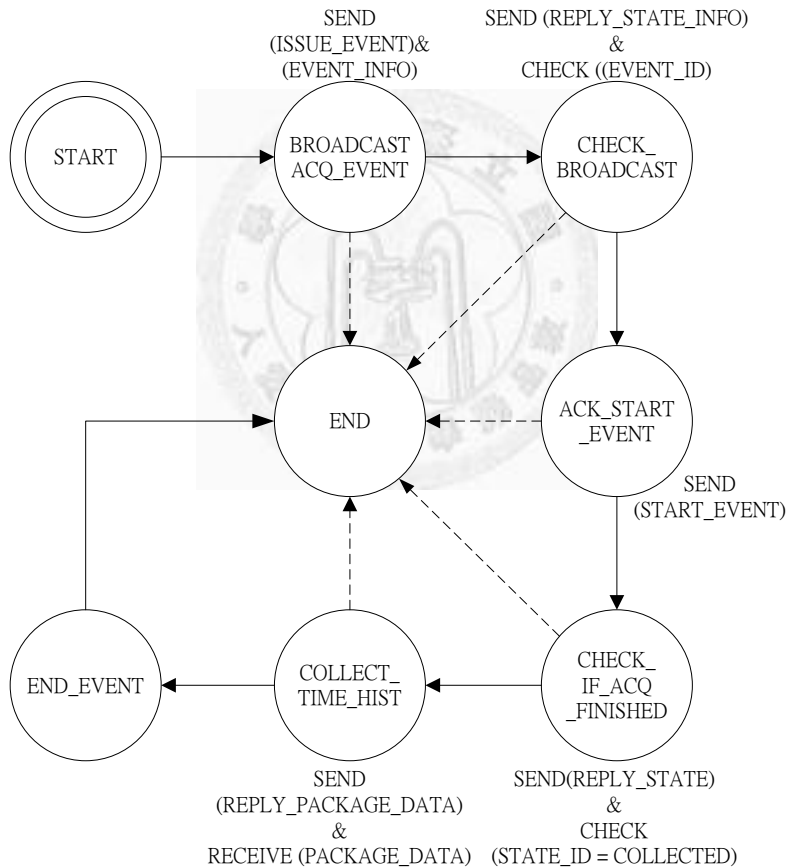 SEND
(ISSUE_EVENT)&
(EVENT_INFO)
SEND (REPLY_STATE_INFO)
&
CHECK ((EVENT_ID)
START
BROADCAST
ACQ_EVENT
CHECK_
BROADCAST
END
ACK_START
_EVENT
SEND
(START_EVENT)
END_EVENT
COLLECT_
TIME_HIST
CHECK_
IF_ACQ
_FINISHED
SEND
(REPLY_PACKAGE_DATA)
&
RECEIVE (PACKAGE_DATA)
SEND(REPLY_STATE)
&
CHECK
(STATE_ID = COLLECTED)